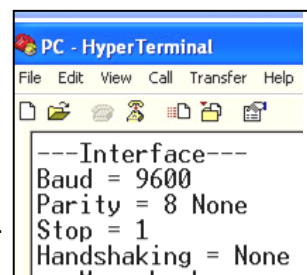 PC - HyperTerminal
File Edit View Call Transfer Help
---Interface---
Baud = 9600
Parity = 8 None
Stop = 1
Handshaking = None